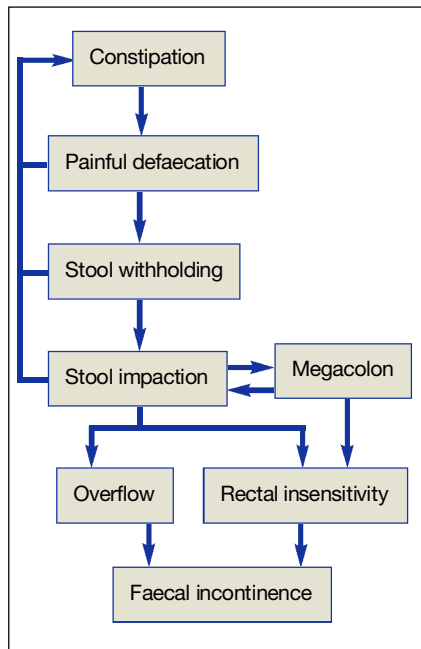 Constipation
Painful defaecation
Stool withholding
Stool impaction
Megacolon
Overflow
Rectal insensitivity
Faecal incontinence